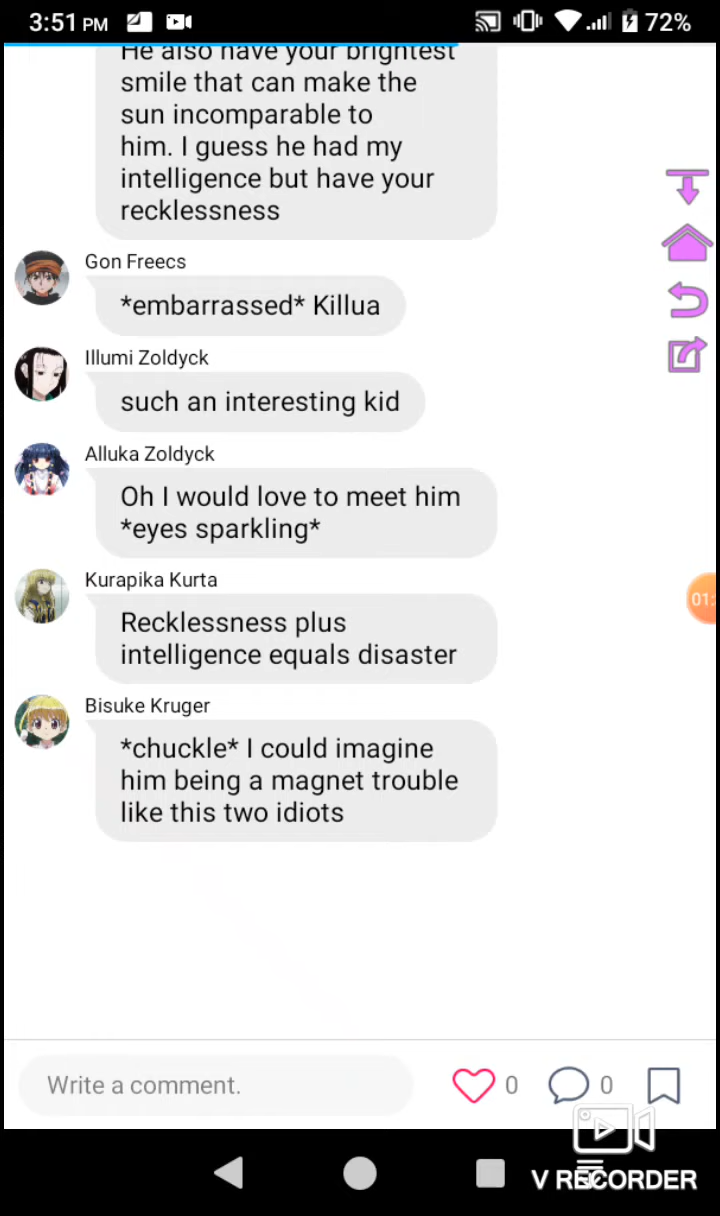 3:51 PM
72%
He also have your brightest
smile that can make the
sun incomparable to
him. I guess he had my
intelligence but have your
recklessness
Gon Freecs
*embarrassed* Killua
Illumi Zoldyck
such an interesting kid
Alluka Zoldyck
Oh I would love to meet him
*eyes sparkling*
Kurapika Kurta
Recklessness plus
intelligence equals disaster
01:
Bisuke Kruger
*chuckle* I could imagine
him being a magnet trouble
like this two idiots
Write a comment.
0
0
V RECORDER